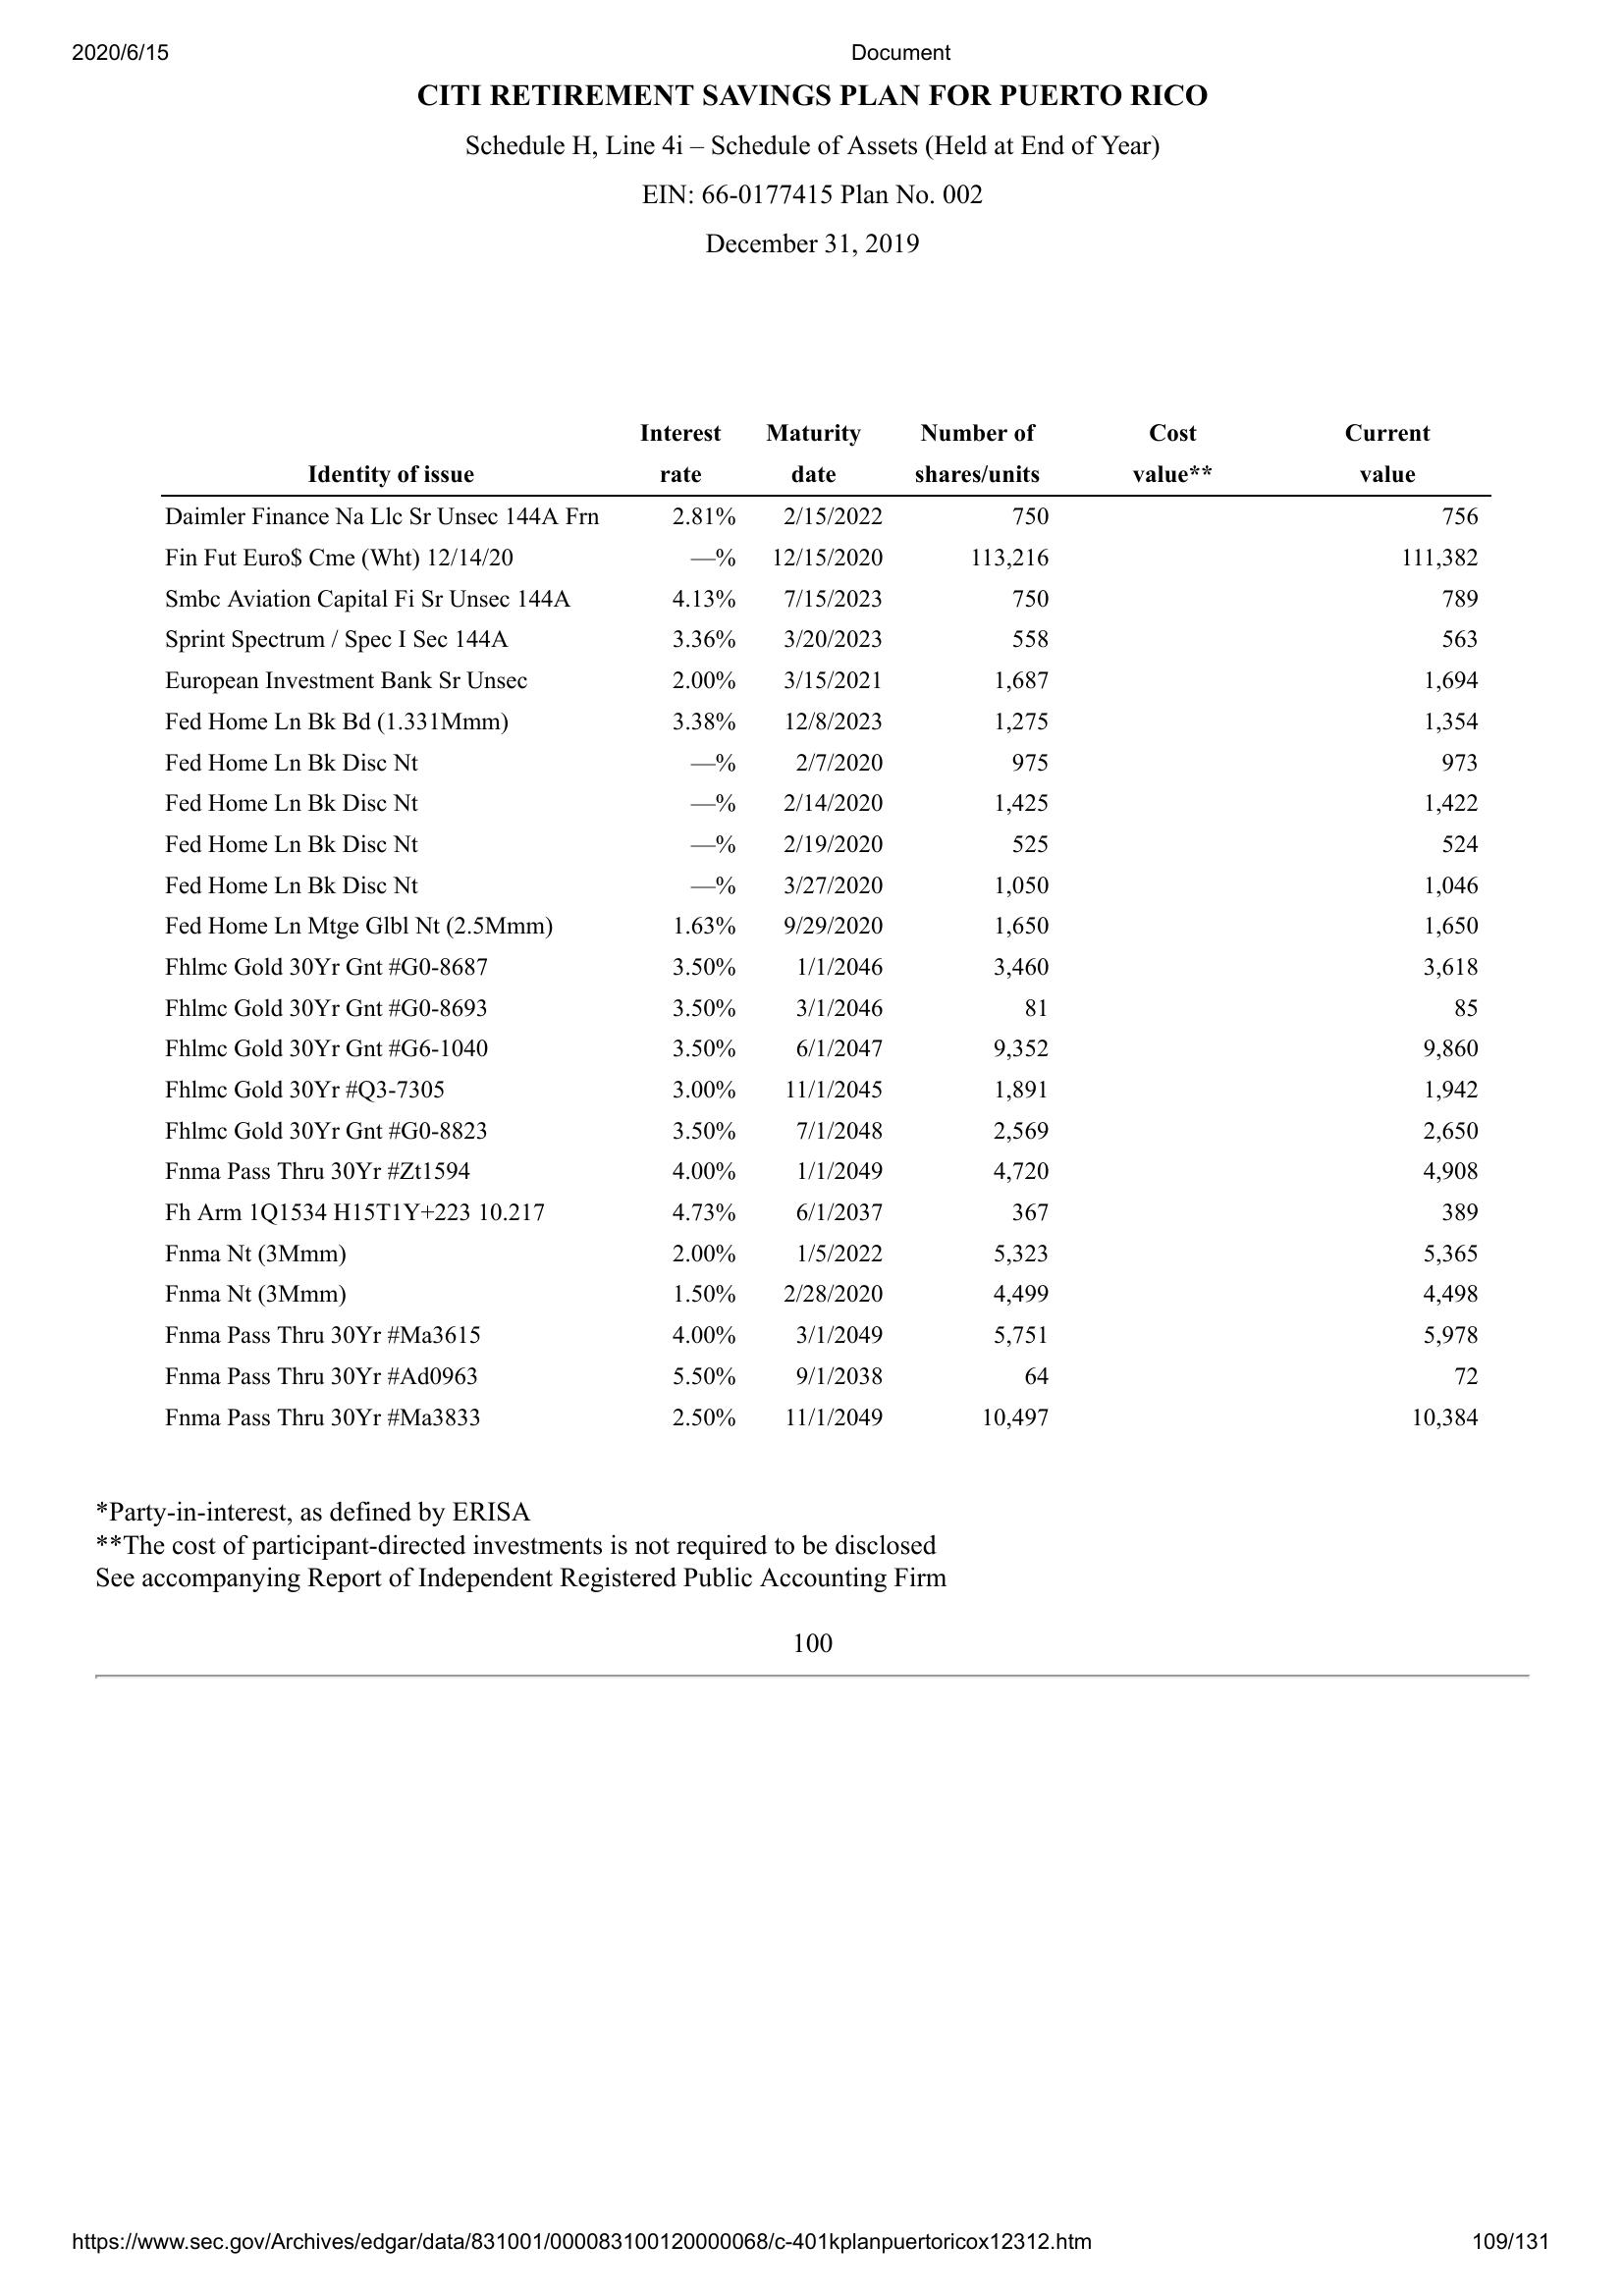 2020/6/15 Document
CITI RETIREMENT SAVINGS PLAN FOR PUERTO RICO
Schedule H, Line 4i – Schedule of Assets (Held at End of Year)
EIN: 66-0177415 Plan No. 002
December 31, 2019
Interest Maturity Number of Cost Current
Identity of issue rate date shares/units value** value
Daimler Finance Na Llc Sr Unsec 144A Frn 2.81% 2/15/2022 750 756
Fin Fut Euro$ Cme (Wht) 12/14/20 —% 12/15/2020 113,216 111,382
Smbc Aviation Capital Fi Sr Unsec 144A 4.13% 7/15/2023 750 789
Sprint Spectrum / Spec I Sec 144A 3.36% 3/20/2023 558 563
European Investment Bank Sr Unsec 2.00% 3/15/2021 1,687 1,694
Fed Home Ln Bk Bd (1.331Mmm) 3.38% 12/8/2023 1,275 1,354
Fed Home Ln Bk Disc Nt —% 2/7/2020 975 973
Fed Home Ln Bk Disc Nt —% 2/14/2020 1,425 1,422
Fed Home Ln Bk Disc Nt —% 2/19/2020 525 524
Fed Home Ln Bk Disc Nt —% 3/27/2020 1,050 1,046
Fed Home Ln Mtge Glbl Nt (2.5Mmm) 1.63% 9/29/2020 1,650 1,650
Fhlmc Gold 30Yr Gnt #G0-8687 3.50% 1/1/2046 3,460 3,618
Fhlmc Gold 30Yr Gnt #G0-8693 3.50% 3/1/2046 81 85
Fhlmc Gold 30Yr Gnt #G6-1040 3.50% 6/1/2047 9,352 9,860
Fhlmc Gold 30Yr #Q3-7305 3.00% 11/1/2045 1,891 1,942
Fhlmc Gold 30Yr Gnt #G0-8823 3.50% 7/1/2048 2,569 2,650
Fnma Pass Thru 30Yr #Zt1594 4.00% 1/1/2049 4,720 4,908
Fh Arm 1Q1534 H15T1Y+223 10.217 4.73% 6/1/2037 367 389
Fnma Nt (3Mmm) 2.00% 1/5/2022 5,323 5,365
Fnma Nt (3Mmm) 1.50% 2/28/2020 4,499 4,498
Fnma Pass Thru 30Yr #Ma3615 4.00% 3/1/2049 5,751 5,978
Fnma Pass Thru 30Yr #Ad0963 5.50% 9/1/2038 64 72
Fnma Pass Thru 30Yr #Ma3833 2.50% 11/1/2049 10,497 10,384
*Party-in-interest, as defined by ERISA
**The cost of participant-directed investments is not required to be disclosed
See accompanying Report of Independent Registered Public Accounting Firm
100
https://www.sec.gov/Archives/edgar/data/831001/000083100120000068/c-401kplanpuertoricox12312.htm 109/131